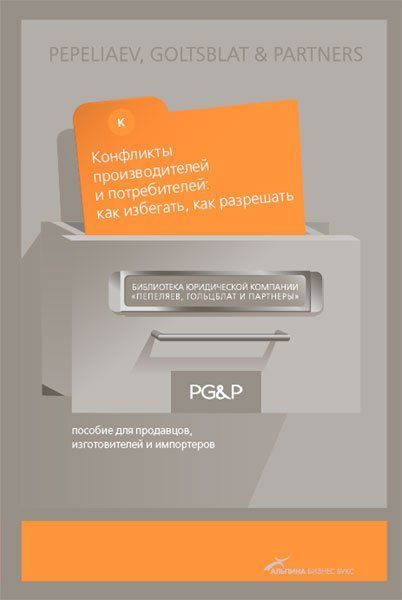 PEPELIAEV, GOLTSBLAT & PARTNERS
К
Конфликты
производителей
и потребителей:
как избегать, как разрешать
БИБЛИОТЕКА ЮРИДИЧЕСКОЙ КОМПАНИИ
«ПЕПЕЛЯЕВ, ГОЛЬЦБЛАТ И ПАРТНЕРЫ»
PG&P
пособие для продавцов,
изготовителей и импортеров
АЛЬПИНА БИЗНЕС БУКС